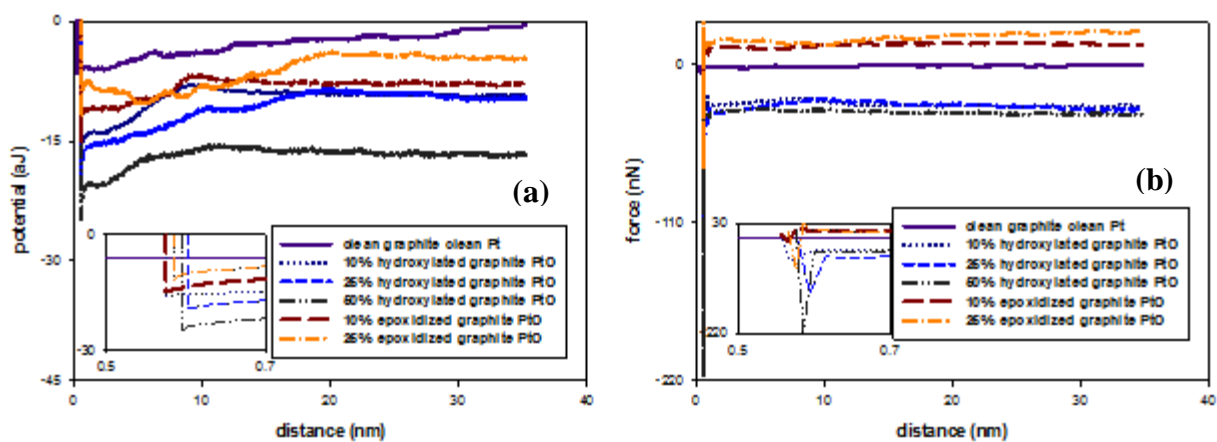 0
-15
-30
-45
potential (aJ)
(a)
0
-30
0.5
0.7
olean graphite olean Pt
10% hydroxylated graphite PtO
25% hydroxylated graphite PtO
50% hydroxylated graphite PtO
10% epoxidized graphite PtO
25% epoxidized graphite PtO
0
10
20
30
40
distance (nm)
0
-110
-220
force (nN)
(b)
30
-220
0.5
0.7
olean graphite olean Pt
10% hydroxylated graphite PtO
25% hydroxylated graphite PtO
50% hydroxylated graphite PtO
10% epoxidized graphite PtO
25% epoxidized graphite PtO
0
10
20
30
40
distance (nm)